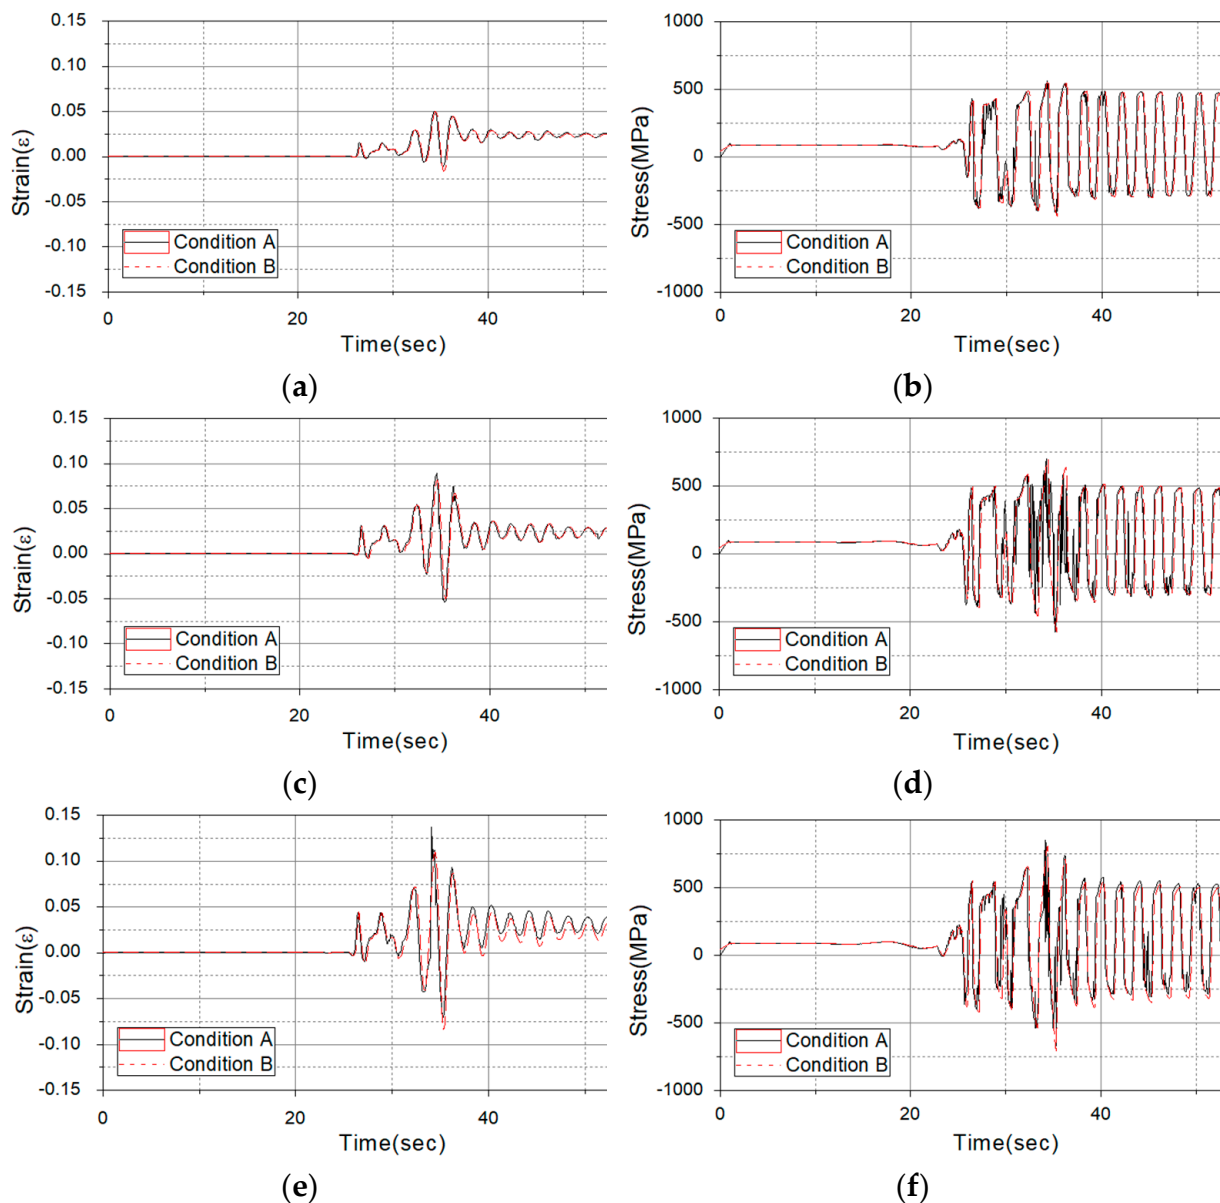 0.15
0.10
0.05
0.00
-0.05
-0.10
-0.15
Strain(ε)
Condition A
Condition B
0
20
40
Time(sec)
(a)
1000
500
0
-500
-1000
Stress(MPa)
Condition A
Condition B
0
20
40
Time(sec)
(b)
0.15
0.10
0.05
0.00
-0.05
-0.10
-0.15
Strain(ε)
Condition A
Condition B
0
20
40
Time(sec)
(c)
1000
500
0
-500
-1000
Stress(MPa)
Condition A
Condition B
0
20
40
Time(sec)
(d)
0.15
0.10
0.05
0.00
-0.05
-0.10
-0.15
Strain(ε)
Condition A
Condition B
0
20
40
Time(sec)
(e)
1000
500
0
-500
-1000
Stress(MPa)
Condition A
Condition B
0
20
40
Time(sec)
(f)